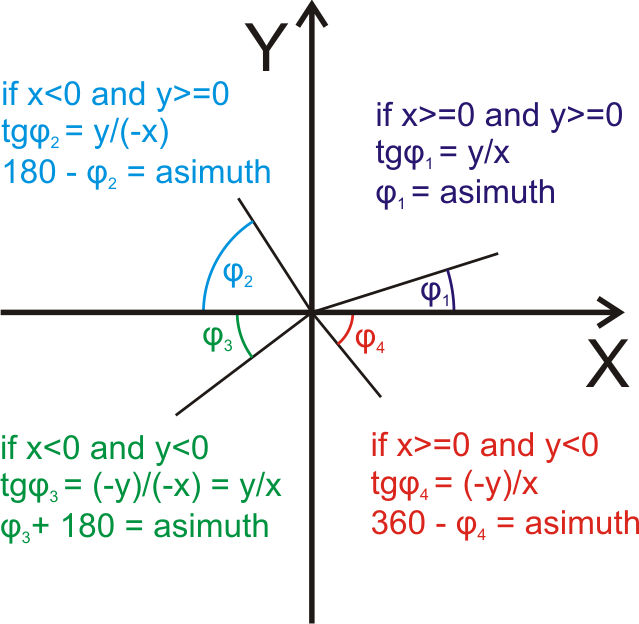 Y
if x<0 and y>=0
tgφ2 = y/(-x)
180 - φ2 = asimuth
if x>=0 and y>=0
tgφ1 = y/x
φ1 = asimuth
φ2
φ1
φ3
φ4
X
if x<0 and y<0
tgφ3 = (-y)/(-x) = y/x
φ3+ 180 = asimuth
if x>=0 and y<0
tgφ4 = (-y)/x
360 - φ4 = asimuth